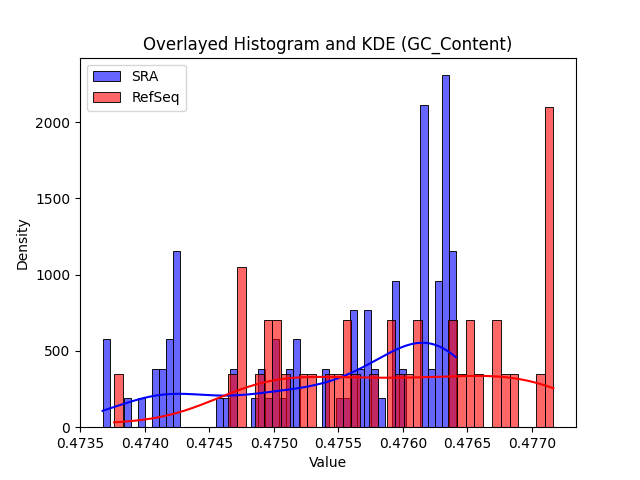 Overlayed Histogram and KDE (GC_Content)
SRA
RefSeq
2000
1500
1000
500
0
Density
0.4735 0.4740 0.4745 0.4750 0.4755 0.4760 0.4765 0.4770
Value